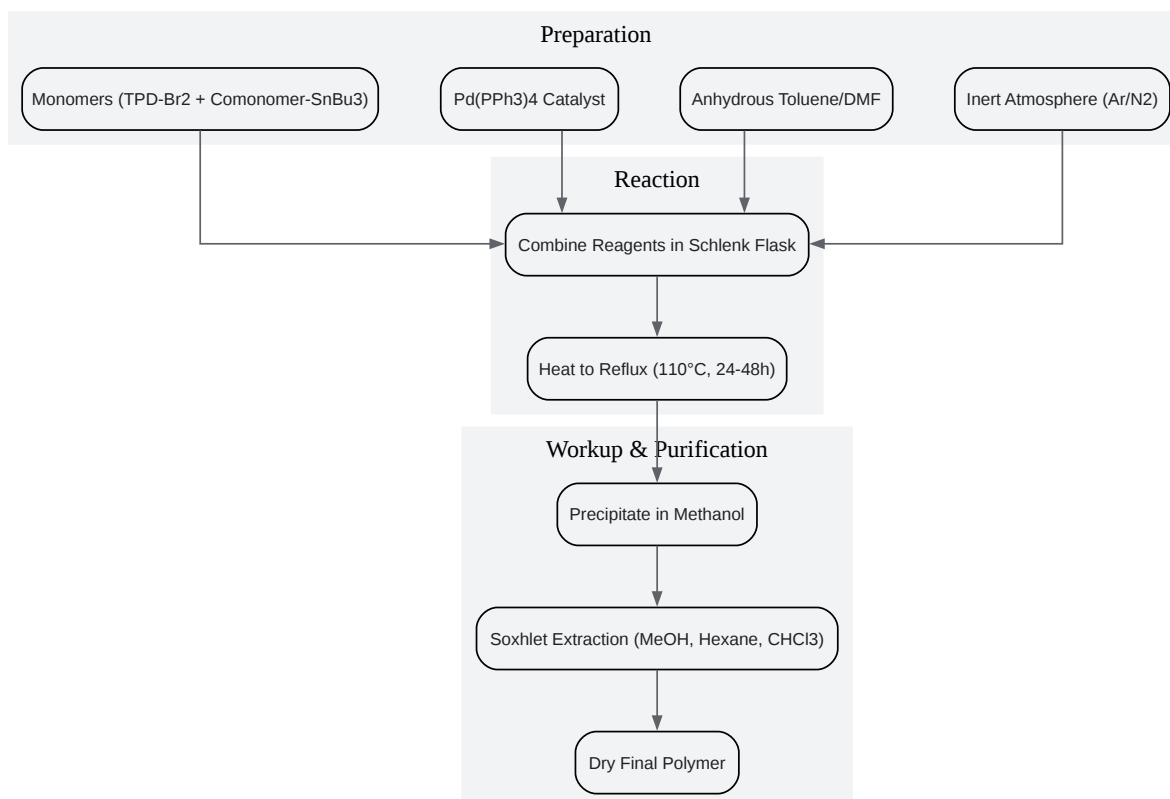 Preparation
Monomers (TPD-Br2 + Comonomer-SnBu3)
Pd(PPh3)4 Catalyst
Anhydrous Toluene/DMF
Inert Atmosphere (Ar/N2)
Reaction
Combine Reagents in Schlenk Flask
Heat to Reflux (110°C, 24-48h)
Workup & Purification
Precipitate in Methanol
Soxhlet Extraction (MeOH, Hexane, CHCl3)
Dry Final Polymer